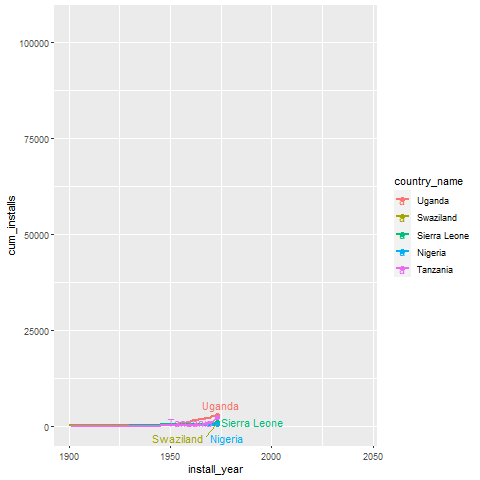 100000
75000
50000
25000
0
cum_installs
1900
1950
2000
2050
install_year
Uganda
Tanzania
Sierra Leone
Swaziland
Nigeria
country_name
a Uganda
a Swaziland
a Sierra Leone
a Nigeria
a Tanzania